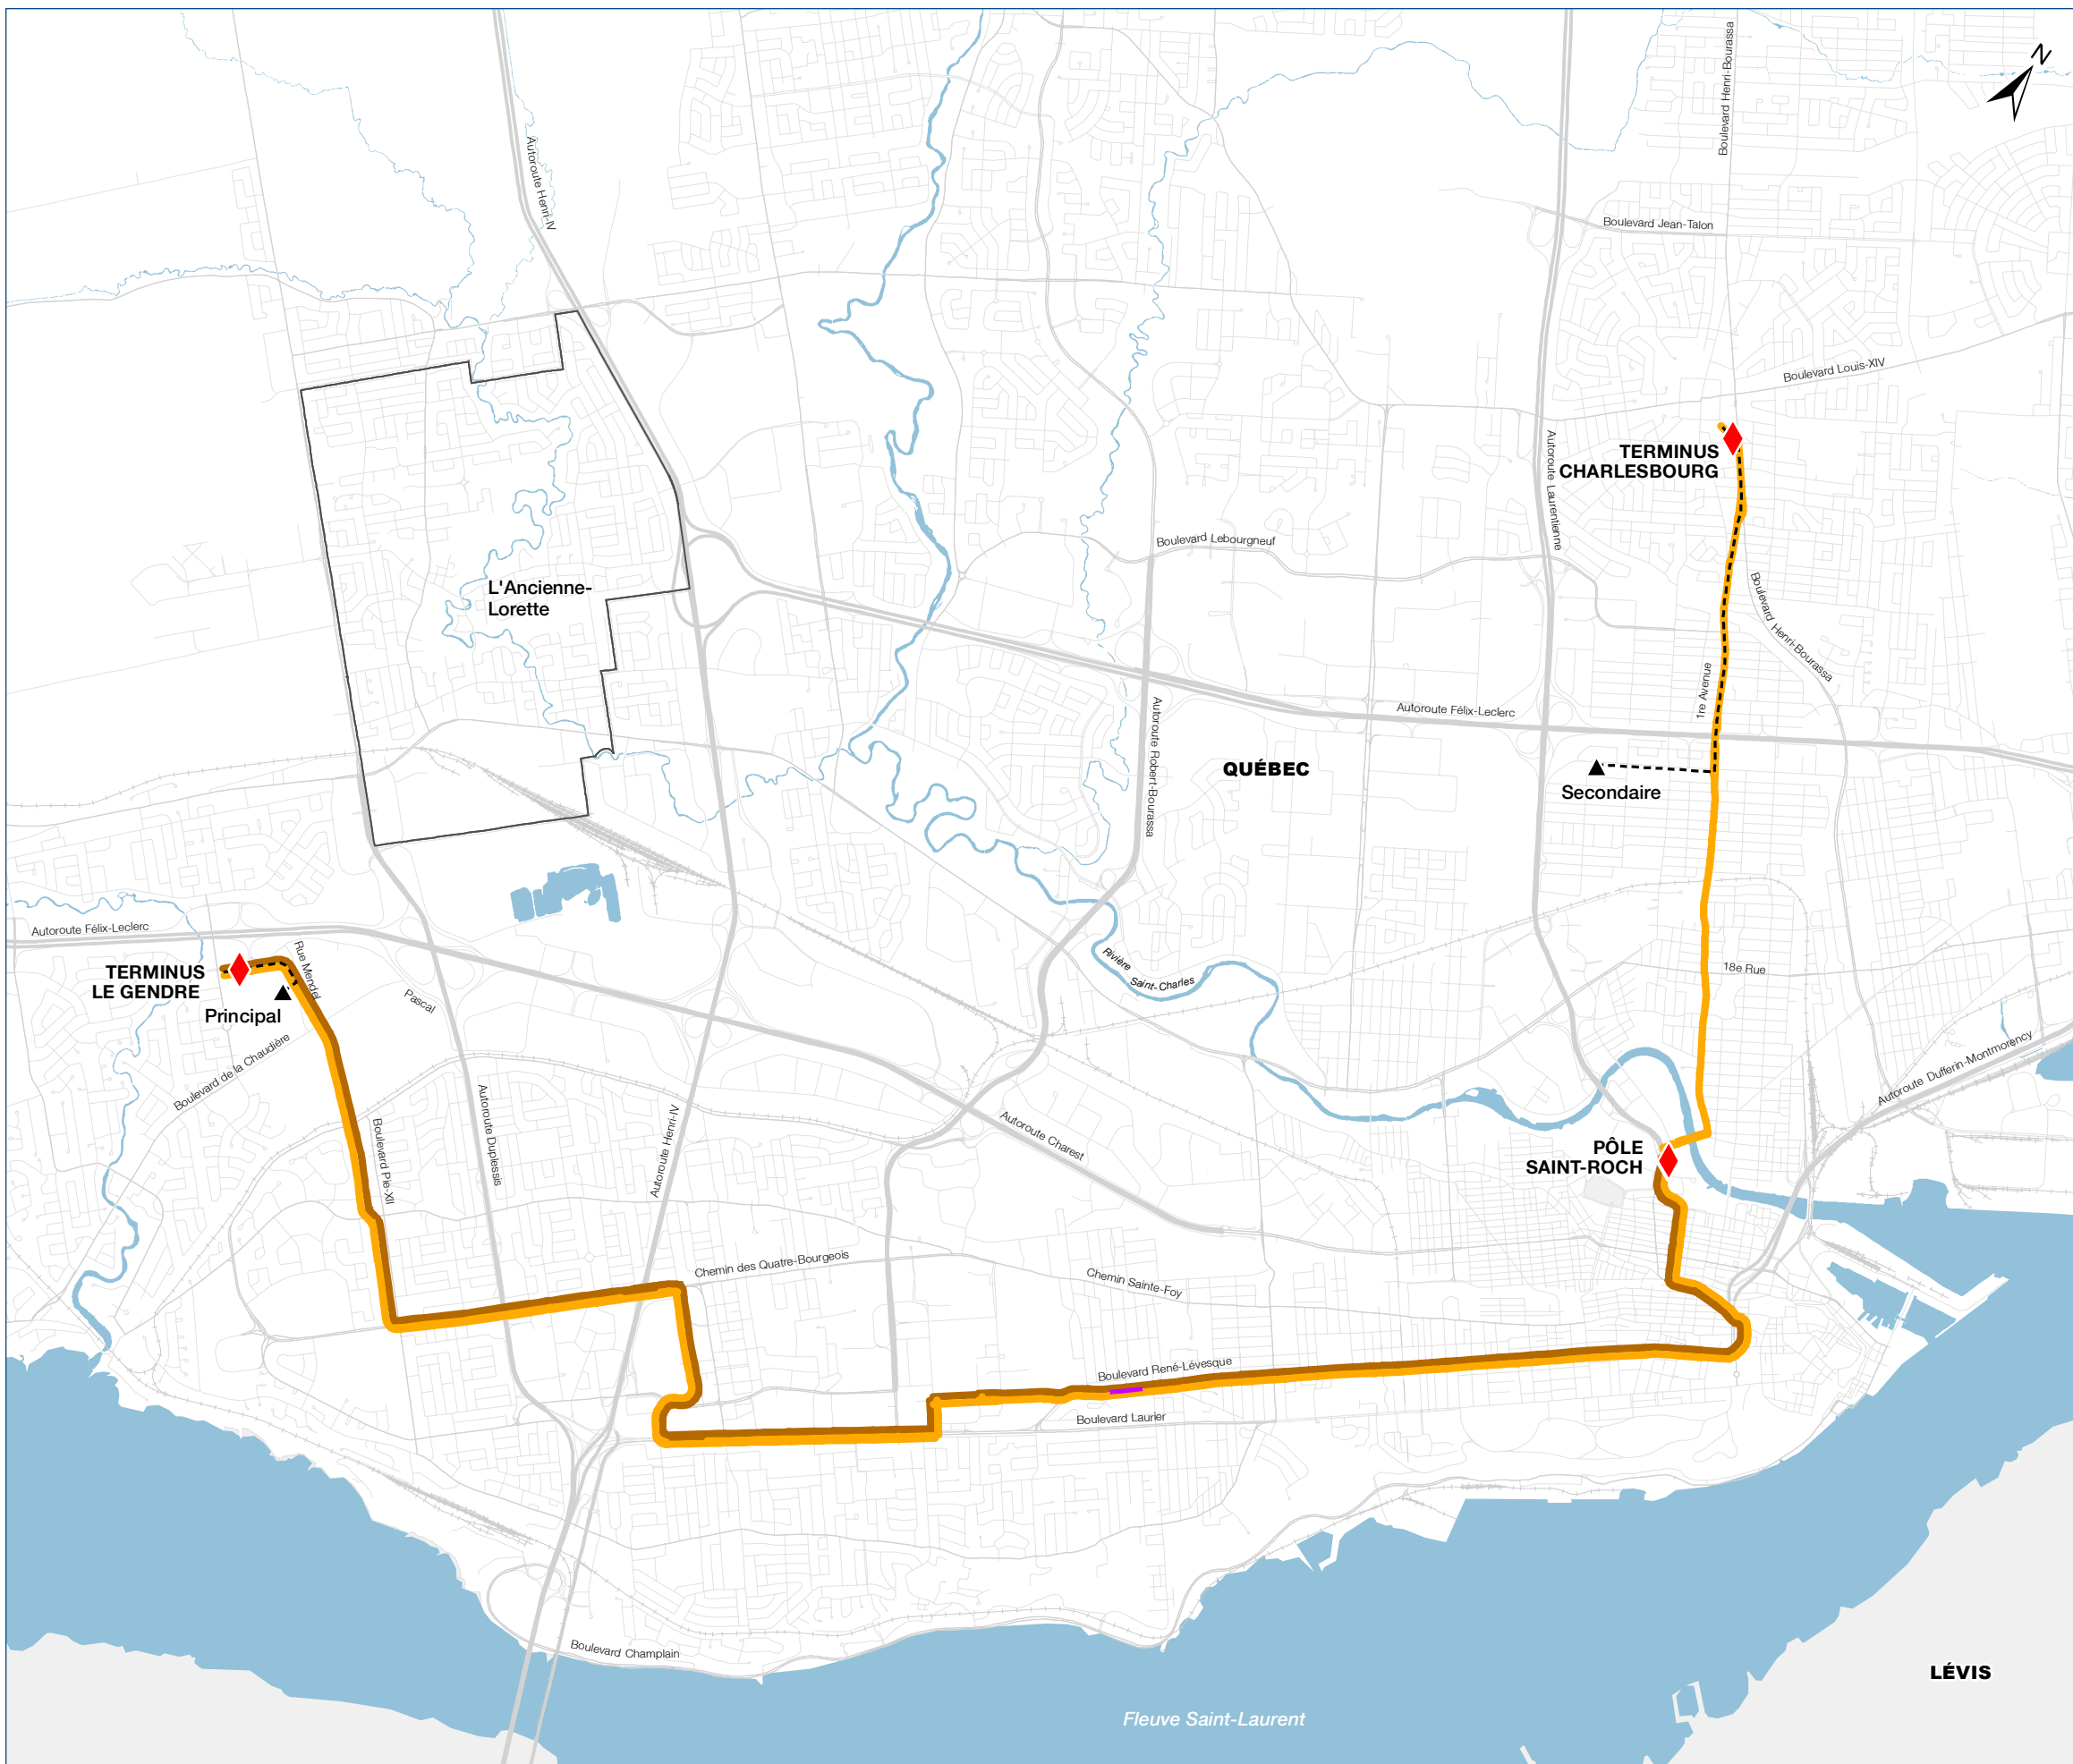 N
Boulevard Henri-Bourassa
Autoroute Henri-IV
Boulevard Jean-Talon
Boulevard Louis-XIV
TERMINUS
CHARLESBOURG
Autoroute Laurentienne
Boulevard Lebourgneuf
L'Ancienne-
Lorette
Boulevard Henri-Bourassa
1re Avenue
Autoroute Félix-Leclerc
Autoroute Robert-Bourassa
QUÉBEC
Secondaire
Autoroute Félix-Leclerc
Rue Mendel
TERMINUS
LE GENDRE
Pascal
Principal
Rivière
Saint-Charles
18e Rue
Boulevard de la Chaudière
Autoroute Dufferin-Montmorency
Autoroute Duplessis
Boulevard Pie-XII
Autoroute Henri-IV
Autoroute Charest
PÔLE
SAINT-ROCH
Chemin des Quatre-Bourgeois
Chemin Sainte-Foy
Boulevard René-Lévesque
Boulevard Laurier
Boulevard Champlain
LÉVIS
Fleuve Saint-Laurent